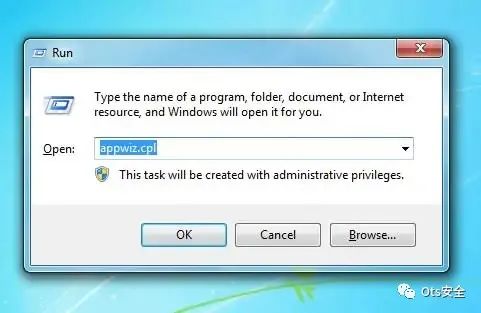 Run
Type the name of a program, folder, document, or Internet
resource, and Windows will open it for you.
Open: appwiz.cpl
This task will be created with administrative privileges.
OK Cancel Browse...
Ots安全